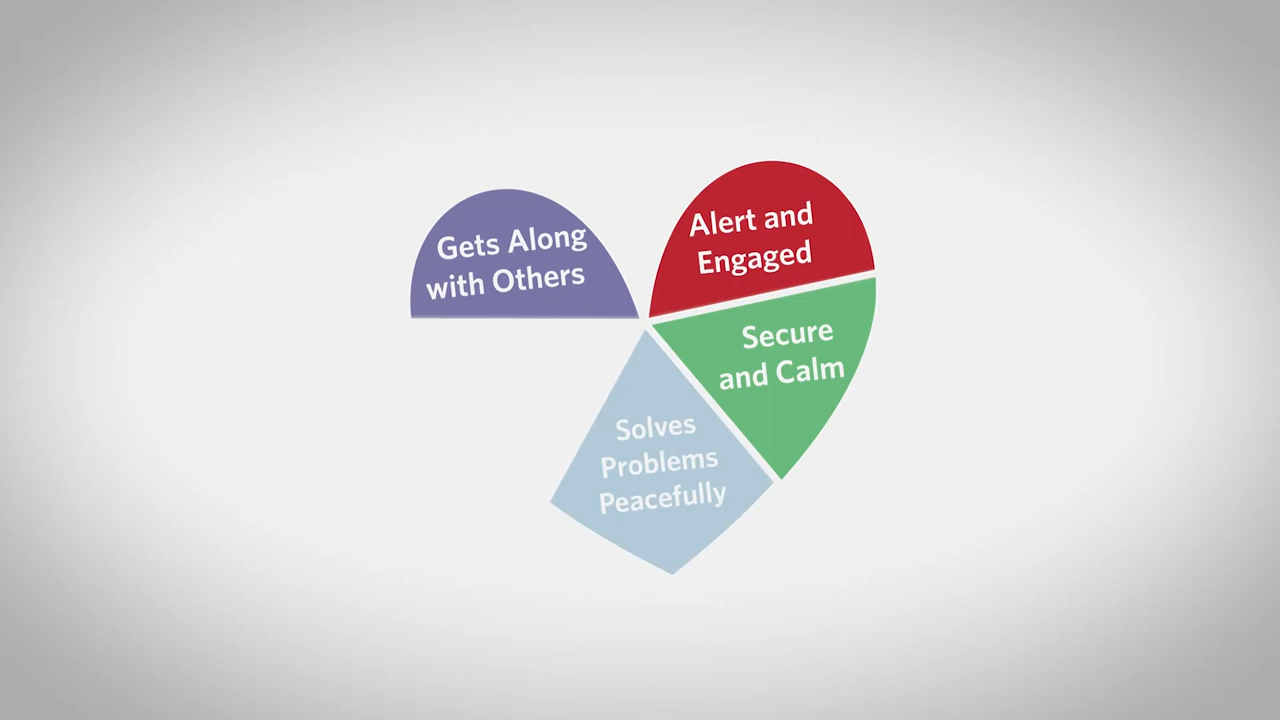 Gets Along
with Others
Alert and
Engaged
Secure
and Calm
Solves
Problems
Peacefully